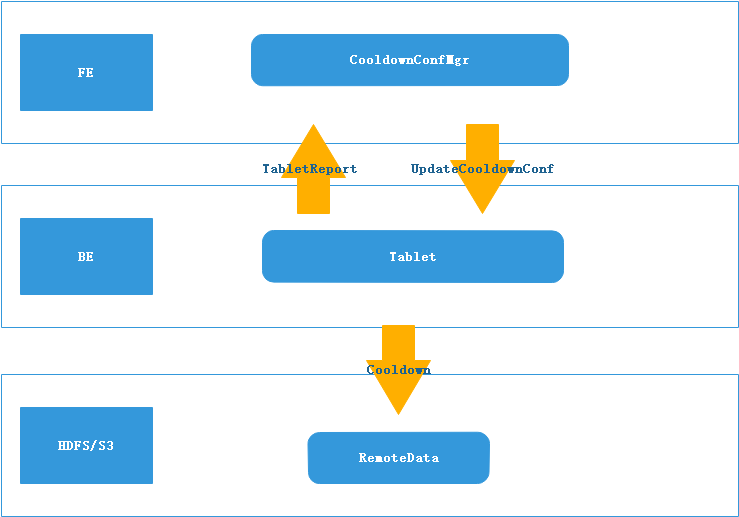 FE
CooldownConfMgr
TabletReport
UpdateCooldownConf
BE
Tablet
Cooldown
HDFS/S3
RemoteData